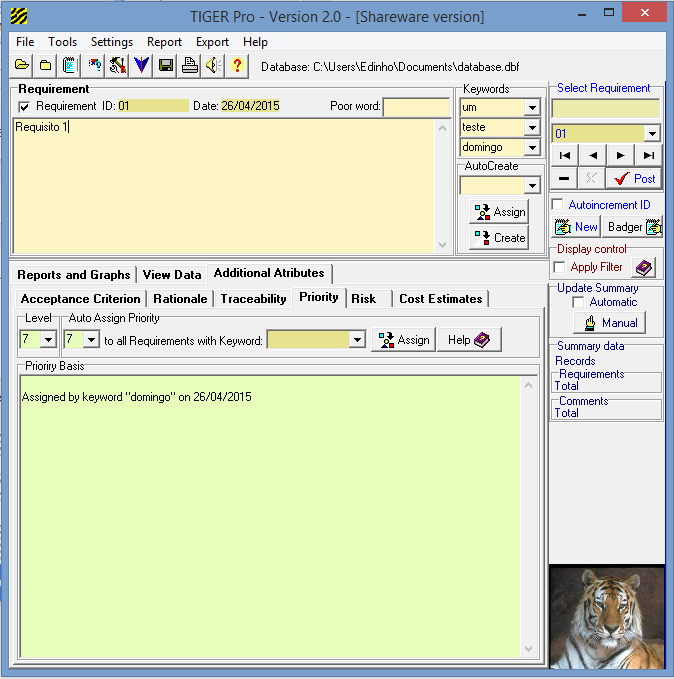 TIGER Pro - Version 2.0 - [Shareware version]
File Tools Settings Report Export Help
Database: C:\Users\Edinho\Documents\database.dbf
Requirement
Requirement ID: 01 Date: 26/04/2015 Poor word:
Requisito 1
Keywords
um
teste
domingo
AutoCreate
Assign
Create
Select Requirement
01
Post
Autoincrement ID
New Badger
Display control
Apply Filter
Update Summary
Automatic
Manual
Summary data
Records
Requirements
Total
Comments
Total
Reports and Graphs View Data Additional Atributes
Acceptance Criterion Rationale Traceability Priority Risk Cost Estimates
Level Auto Assign Priority
7 7 to all Requirements with Keyword: Assign Help
Priority Basis
Assigned by keyword "domingo" on 26/04/2015